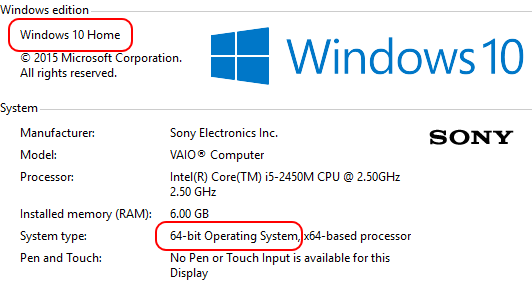 Windows edition
Windows 10 Home
© 2015 Microsoft Corporation.
All rights reserved.
Windows 10
System
Manufacturer: Sony Electronics Inc.
SONY
Model: VAIO® Computer
Processor: Intel(R) Core(TM) i5-2450M CPU @ 2.50GHz
2.50 GHz
Installed memory (RAM): 6.00 GB
System type: 64-bit Operating System, x64-based processor
Pen and Touch: No Pen or Touch Input is available for this
Display